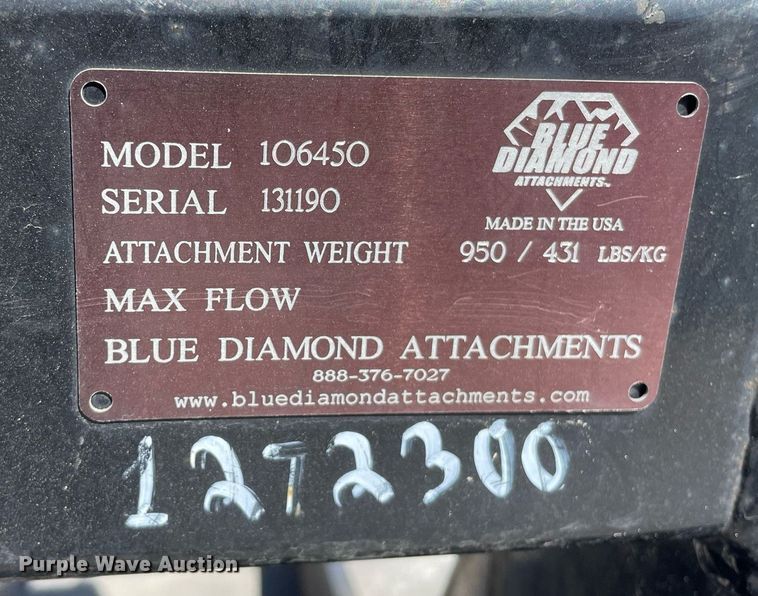 BLUE
DIAMOND
ATTACHMENTS
MADE IN THE USA
MODEL 106450
SERIAL 131190
ATTACHMENT WEIGHT 950 / 431 LBS/KG
MAX FLOW
BLUE DIAMOND ATTACHMENTS
888-376-7027
www.bluediamondattachments.com
1272300
Purple Wave Auction